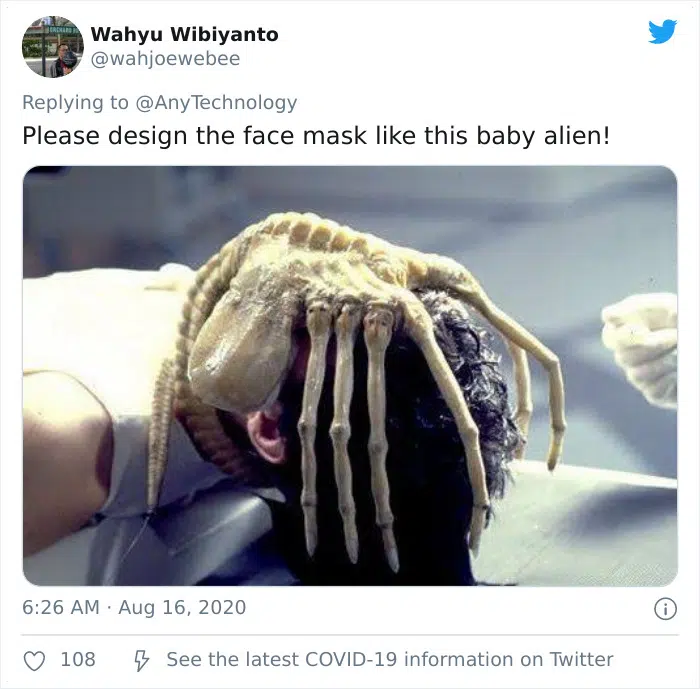 Wahyu Wibiyanto
@wahjoewebee
Replying to @AnyTechnology
Please design the face mask like this baby alien!
6:26 AM · Aug 16, 2020
108
See the latest COVID-19 information on Twitter